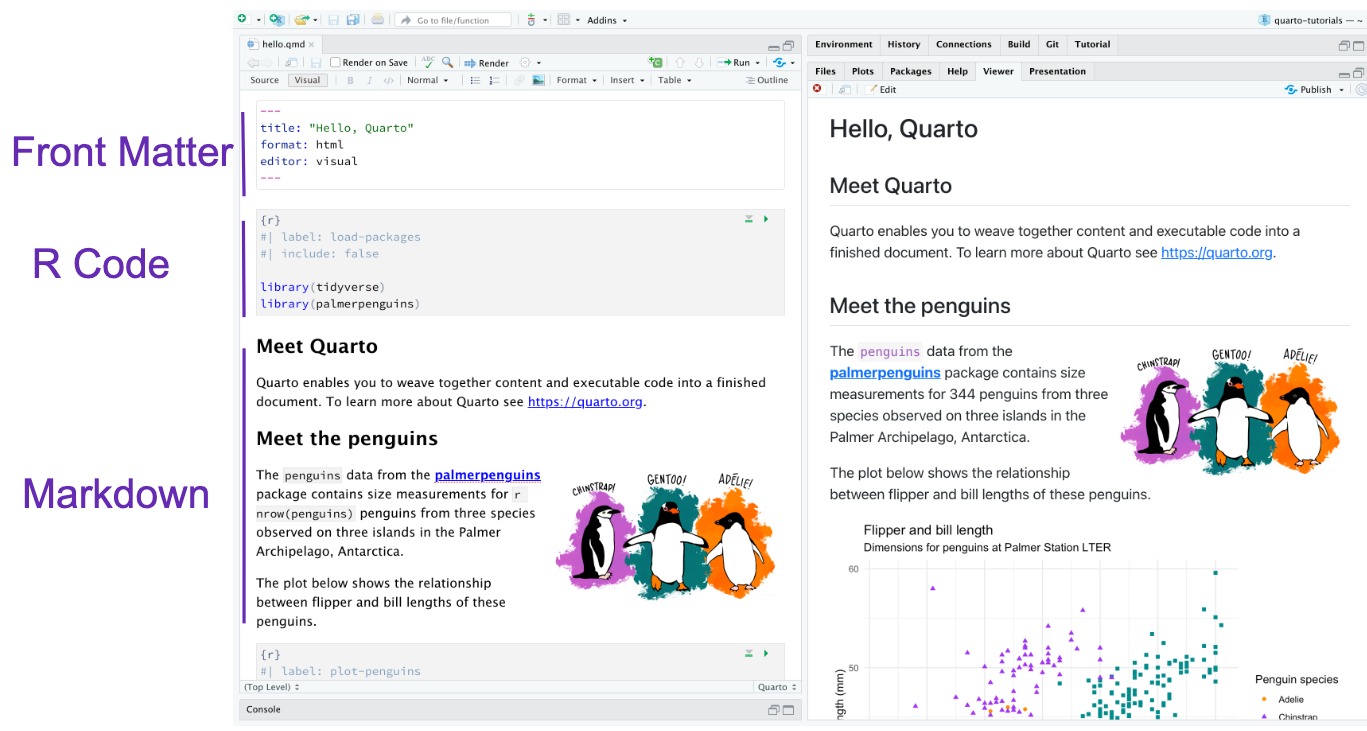 Go to file/function
Addins
quarto-tutorials — ~
hello.qmd
Render on Save
ABC
Render
Run
Source
Visual
B
I
</>
Normal
Format
Insert
Table
Outline
Front Matter
---
title: "Hello, Quarto"
format: html
editor: visual
---
R Code
{r}
#| label: load-packages
#| include: false
library(tidyverse)
library(palmerpenguins)
Markdown
Meet Quarto
Quarto enables you to weave together content and executable code into a finished
document. To learn more about Quarto see https://quarto.org.
Meet the penguins
The penguins data from the palmerpenguins
package contains size measurements for r
nrow(penguins) penguins from three species
observed on three islands in the Palmer
Archipelago, Antarctica.
CHINSTRAP!
GENTOO!
ADÉLIE!
The plot below shows the relationship
between flipper and bill lengths of these
penguins.
{r}
#| label: plot-penguins
(Top Level)
Quarto
Console
Environment
History
Connections
Build
Git
Tutorial
Files
Plots
Packages
Help
Viewer
Presentation
Edit
Publish
Hello, Quarto
Meet Quarto
Quarto enables you to weave together content and executable code into a
finished document. To learn more about Quarto see https://quarto.org.
Meet the penguins
The penguins data from the
palmerpenguins package contains size
measurements for 344 penguins from three
species observed on three islands in the
Palmer Archipelago, Antarctica.
CHINSTRAP!
GENTOO!
ADÉLIE!
The plot below shows the relationship
between flipper and bill lengths of these penguins.
Flipper and bill length
Dimensions for penguins at Palmer Station LTER
60
50
(mm)
Penguin species
Adelie
Chinstrap